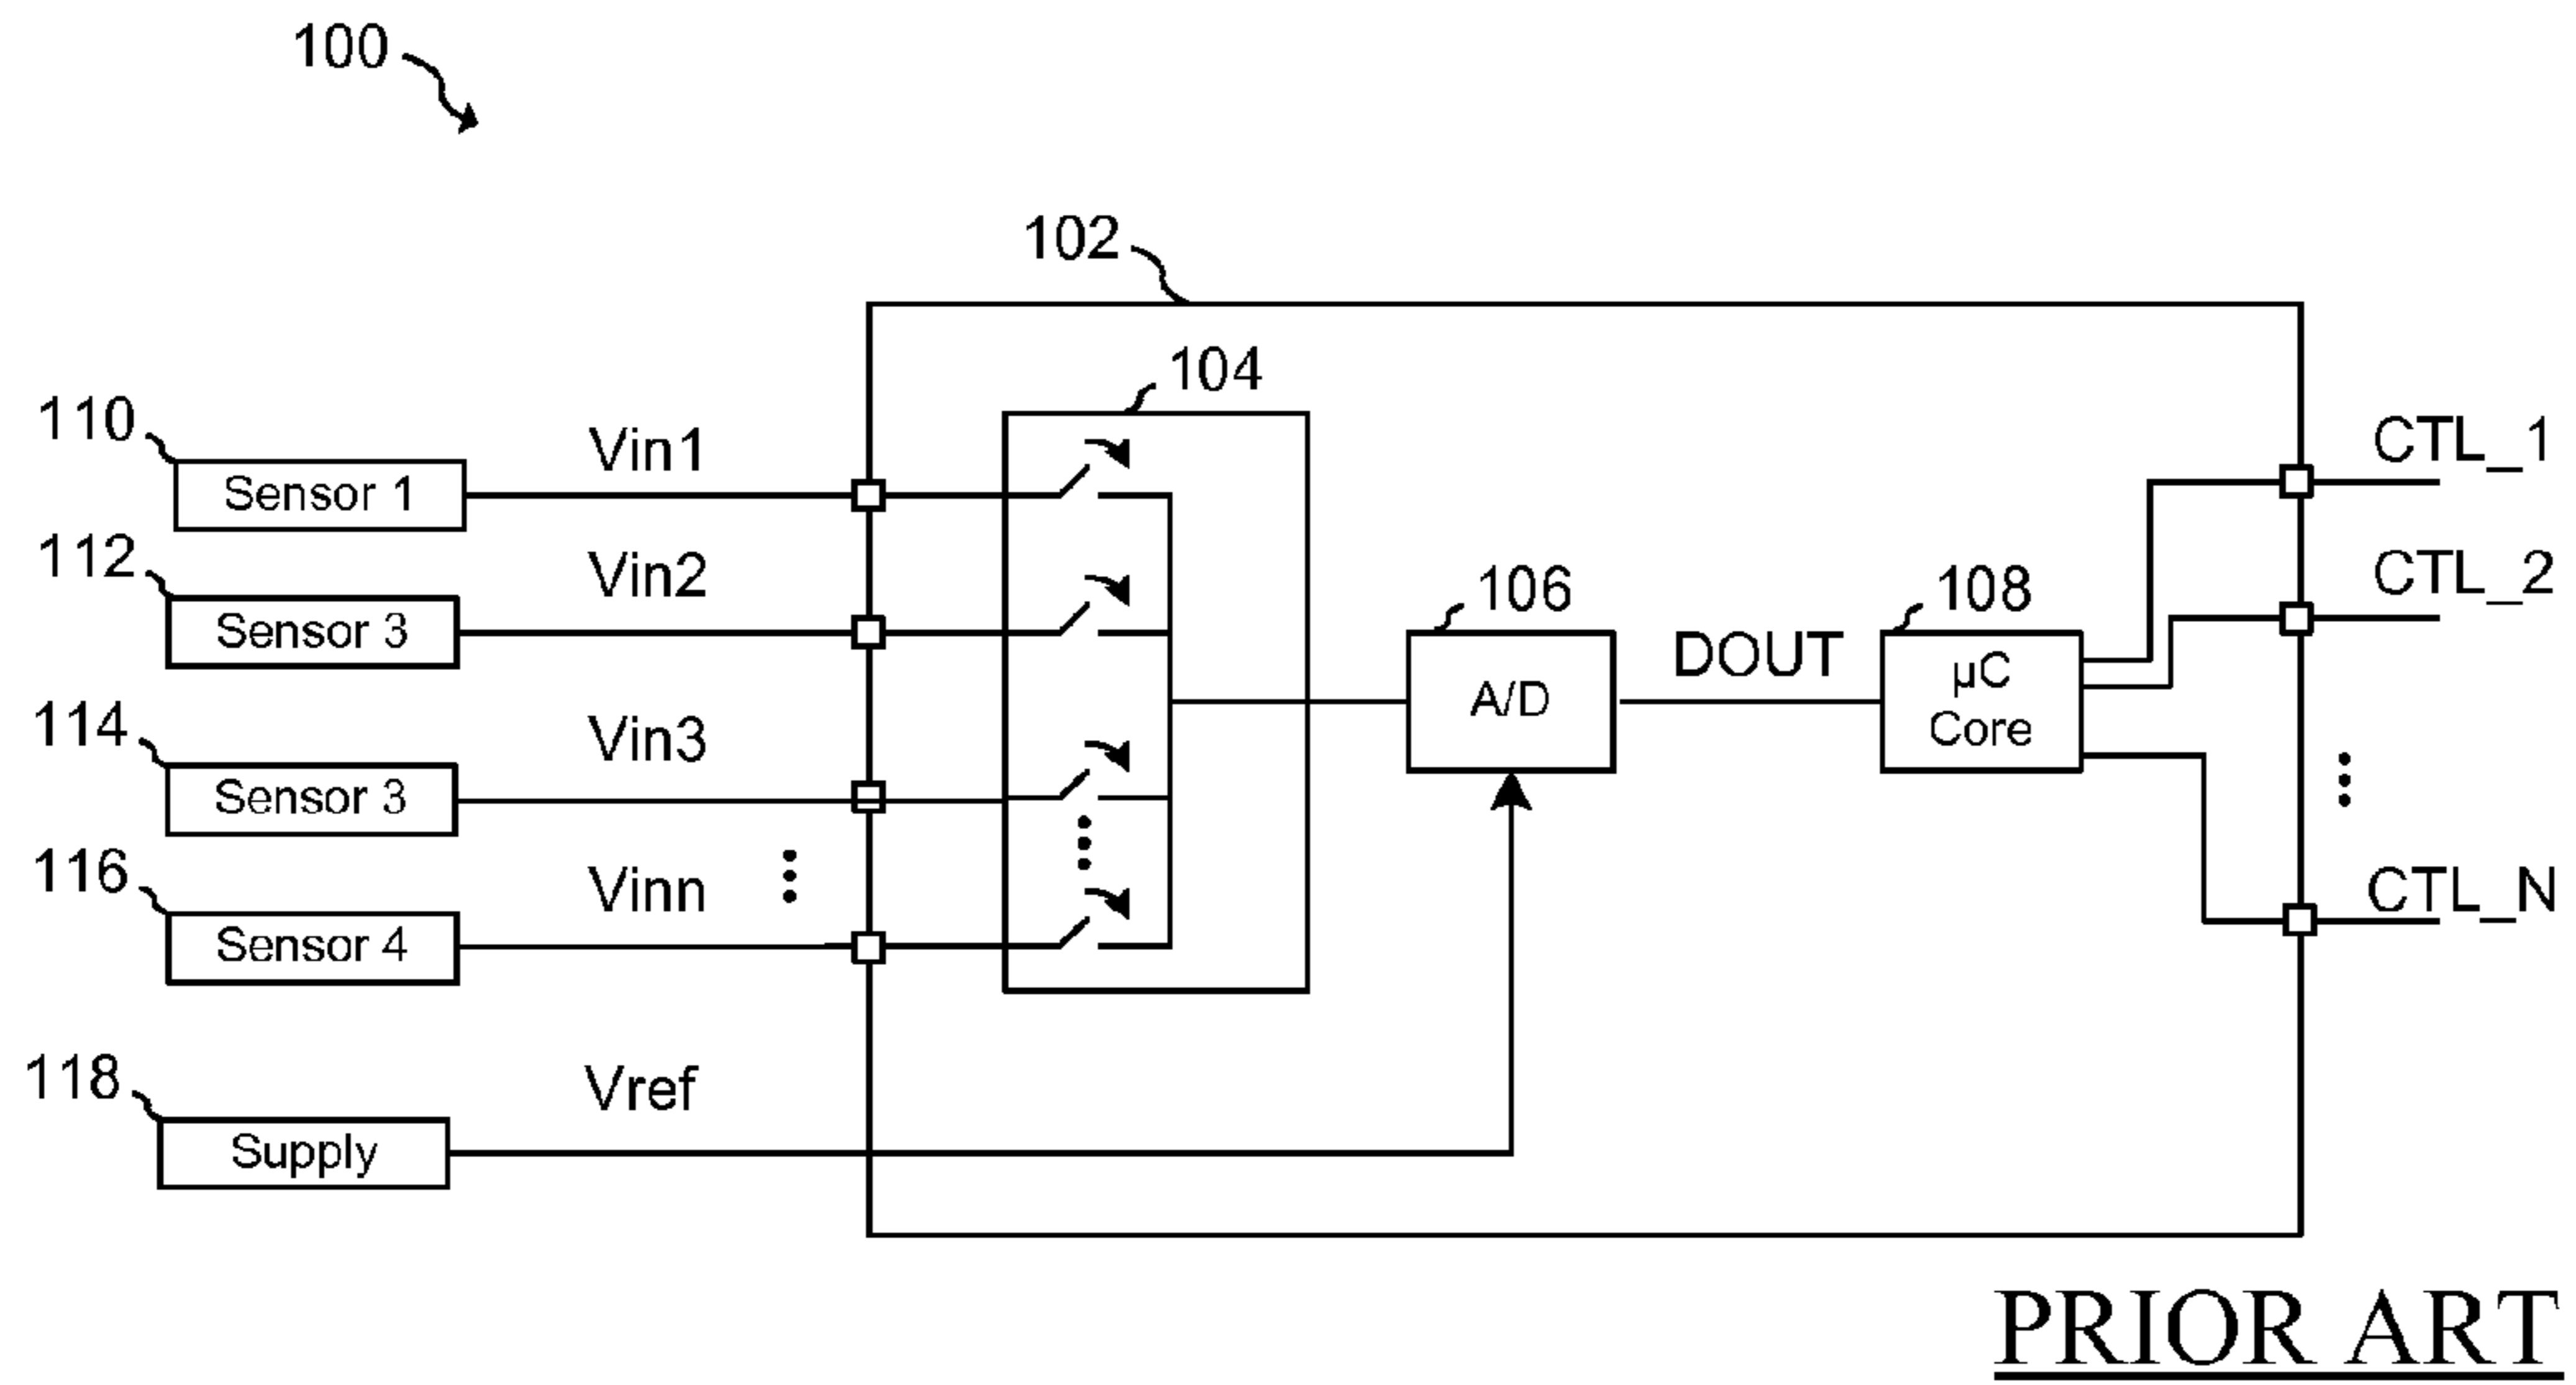 100
102
104
110
Vin1
CTL_1
Sensor 1
112
Vin2
CTL_2
106
108
Sensor 3
DOUT
µC
Core
A/D
114
Vin3
Sensor 3
116
Vinn
CTL_N
Sensor 4
118
Vref
Supply
PRIOR ART